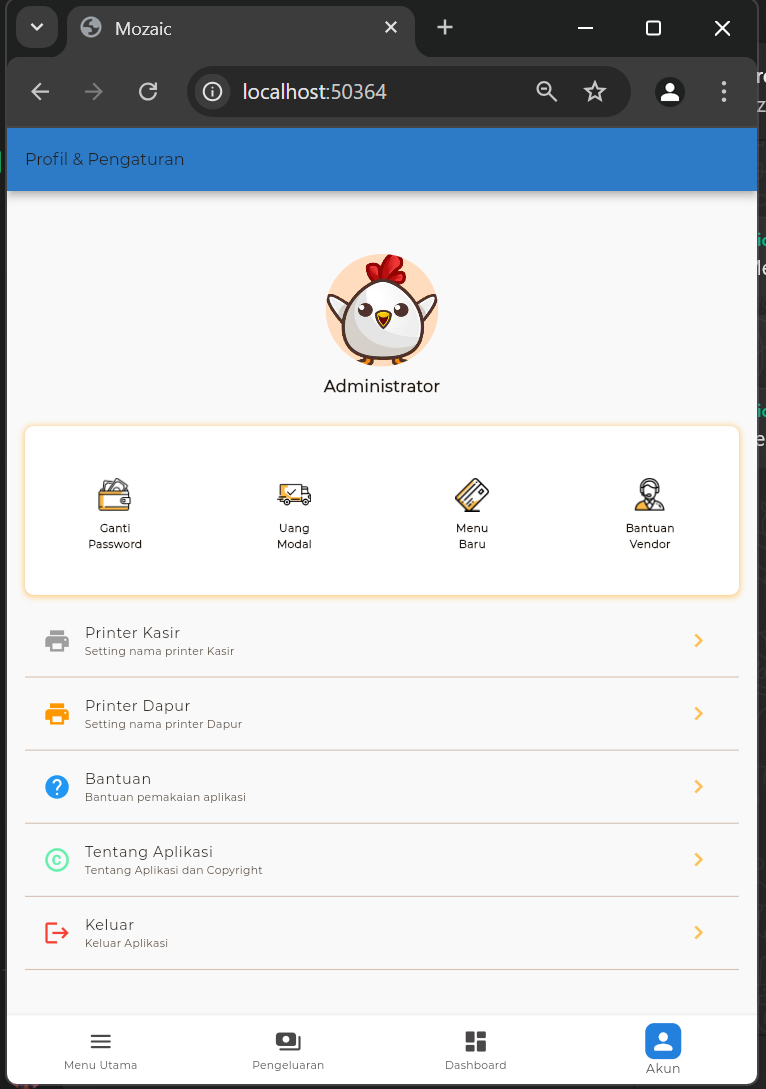 Mozaic
localhost:50364
Profil & Pengaturan
Administrator
Ganti
Password
Uang
Modal
Menu
Baru
Bantuan
Vendor
Printer Kasir
Setting nama printer Kasir
Printer Dapur
Setting nama printer Dapur
Bantuan
Bantuan pemakaian aplikasi
Tentang Aplikasi
Tentang Aplikasi dan Copyright
Keluar
Keluar Aplikasi
Menu Utama
Pengeluaran
Dashboard
Akun